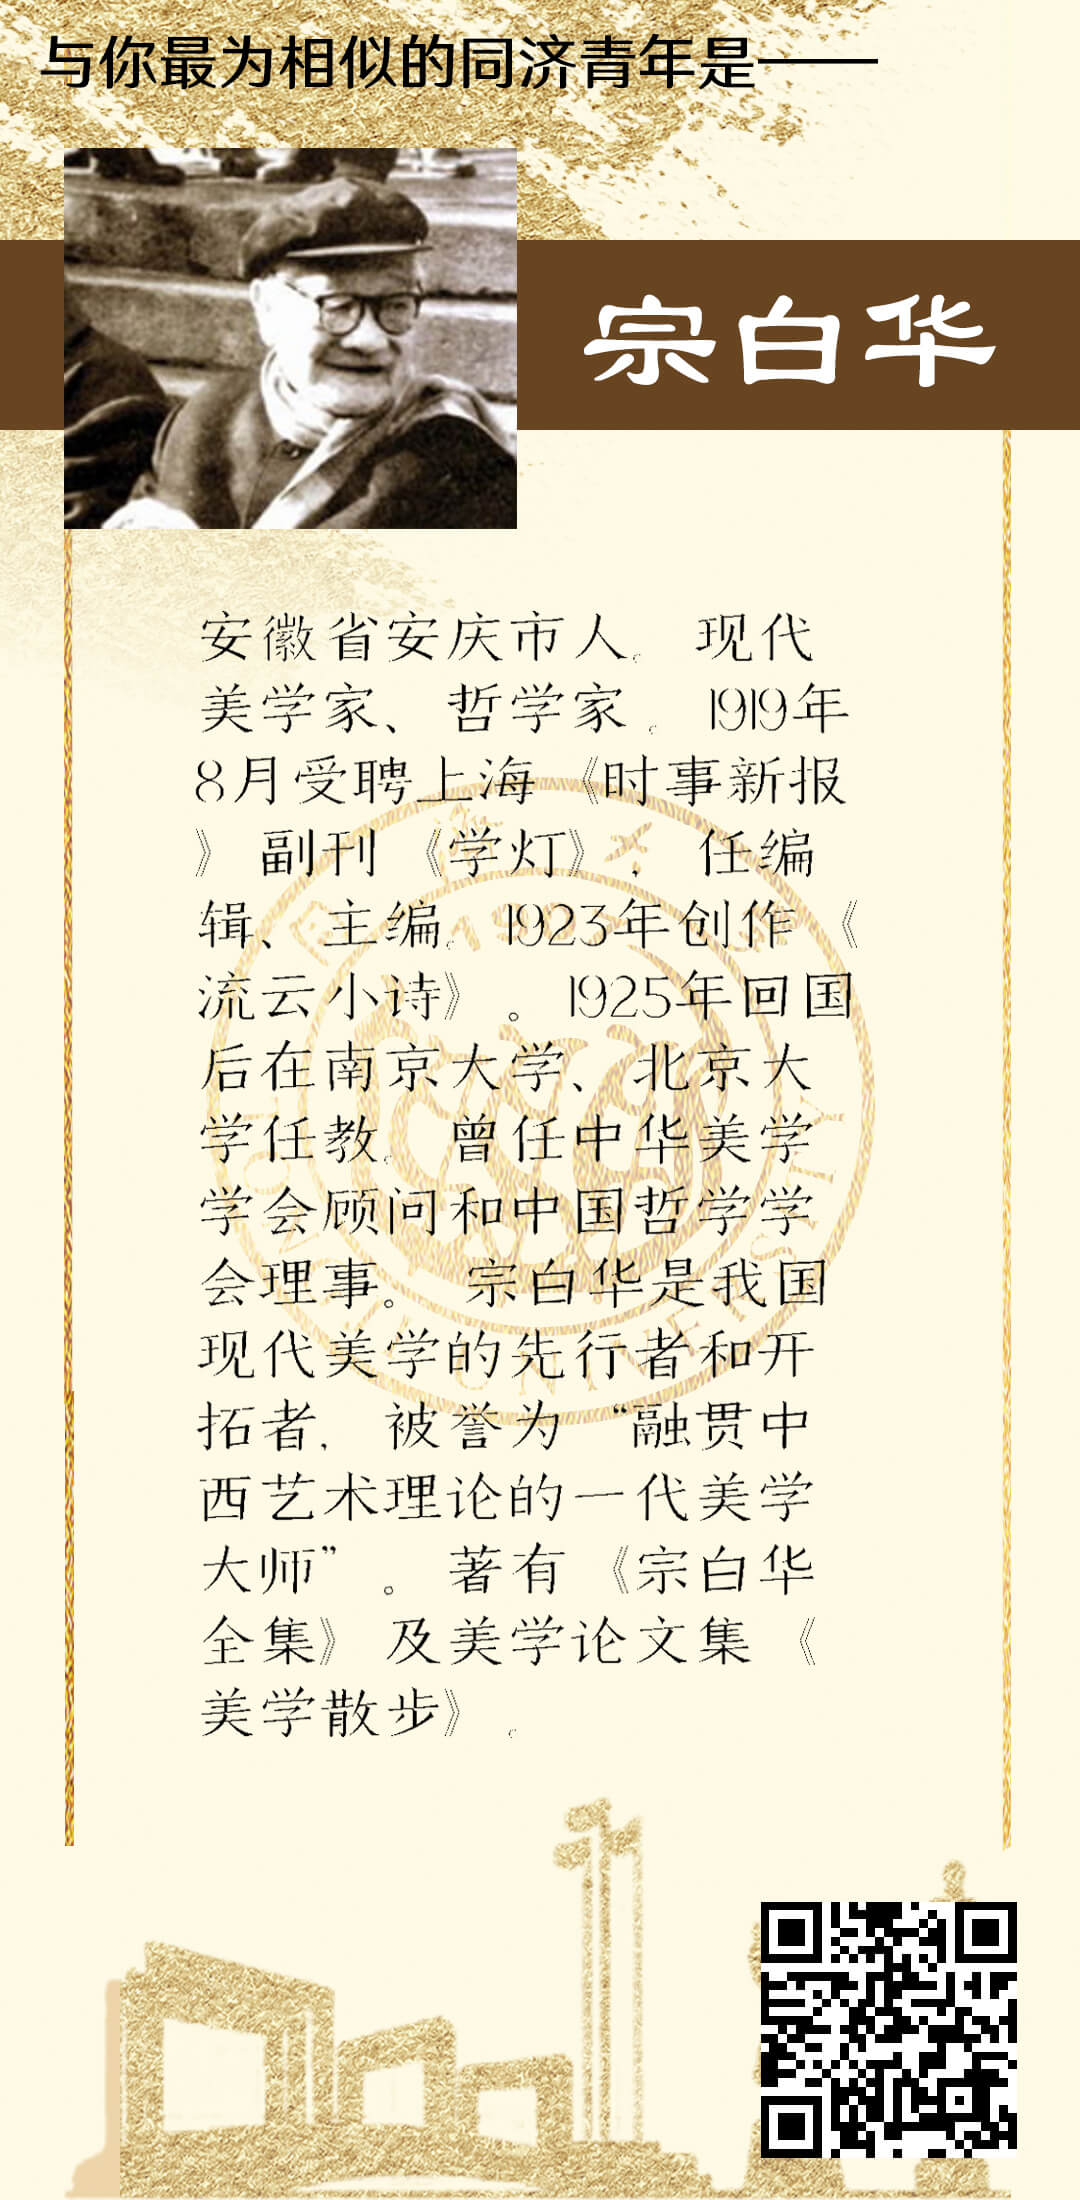 与你最为相似的同济青年是——
宗白华
安徽省安庆市人。 现代
美学家、哲学家。1919年
8月受聘上海《时事新报
》副刊《学灯》, 任编
辑、主编。1923年创作《
流云小诗》。1925年回国
后在南京大学、北京大
学任教。 曾任中华美学
学会顾问和中国哲学学
会理事。 宗白华是我国
现代美学的先行者和开
拓者, 被誉为“融贯中
西艺术理论的一代美学
大师”。著有《宗白华
全集》及美学论文集《
美学散步》。